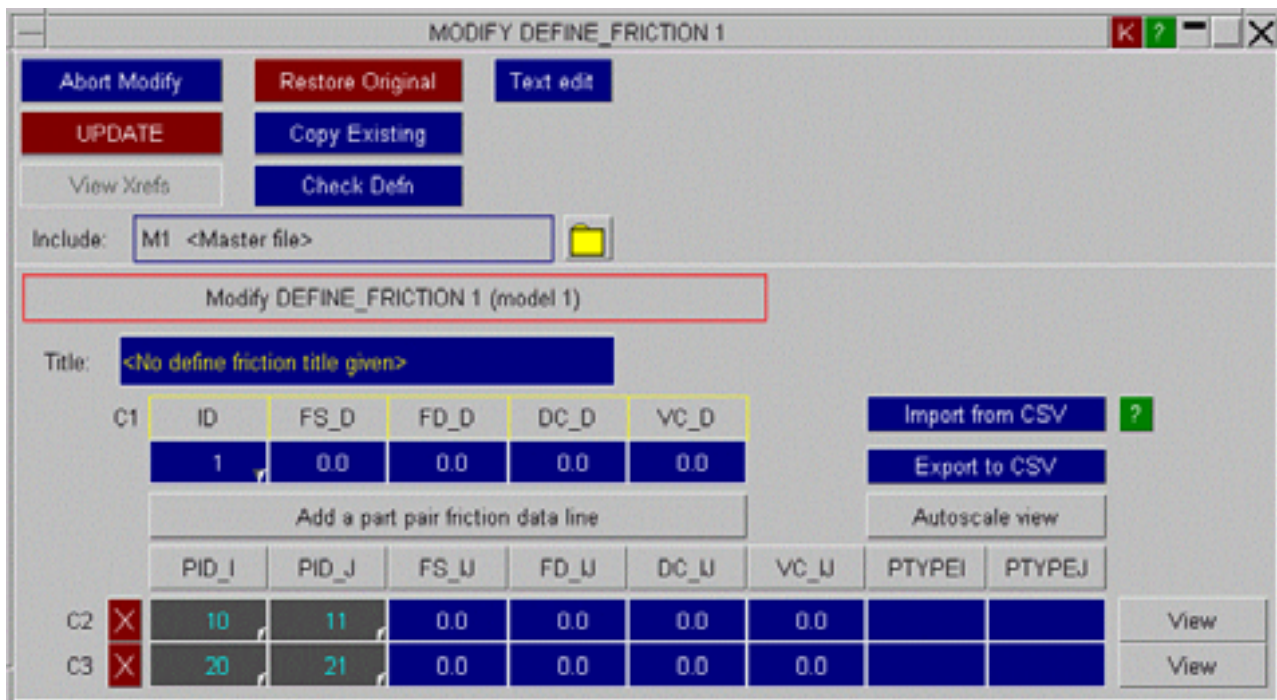 MODIFY DEFINE_FRICTION 1 K ?
Abort Modify Restore Original Text edit
UPDATE Copy Existing
View Xrefs Check Defn
Include: M1 <Master file>
Modify DEFINE_FRICTION 1 (model 1)
Title: <No define friction title given>
C1 ID FS_D FD_D DC_D VC_D Import from CSV ?
1 0.0 0.0 0.0 0.0 Export to CSV
Add a part pair friction data line Autoscale view
PID_I PID_J FS_IJ FD_IJ DC_IJ VC_IJ PTYPEI PTYPEJ
C2 X 10 11 0.0 0.0 0.0 0.0 View
C3 X 20 21 0.0 0.0 0.0 0.0 View